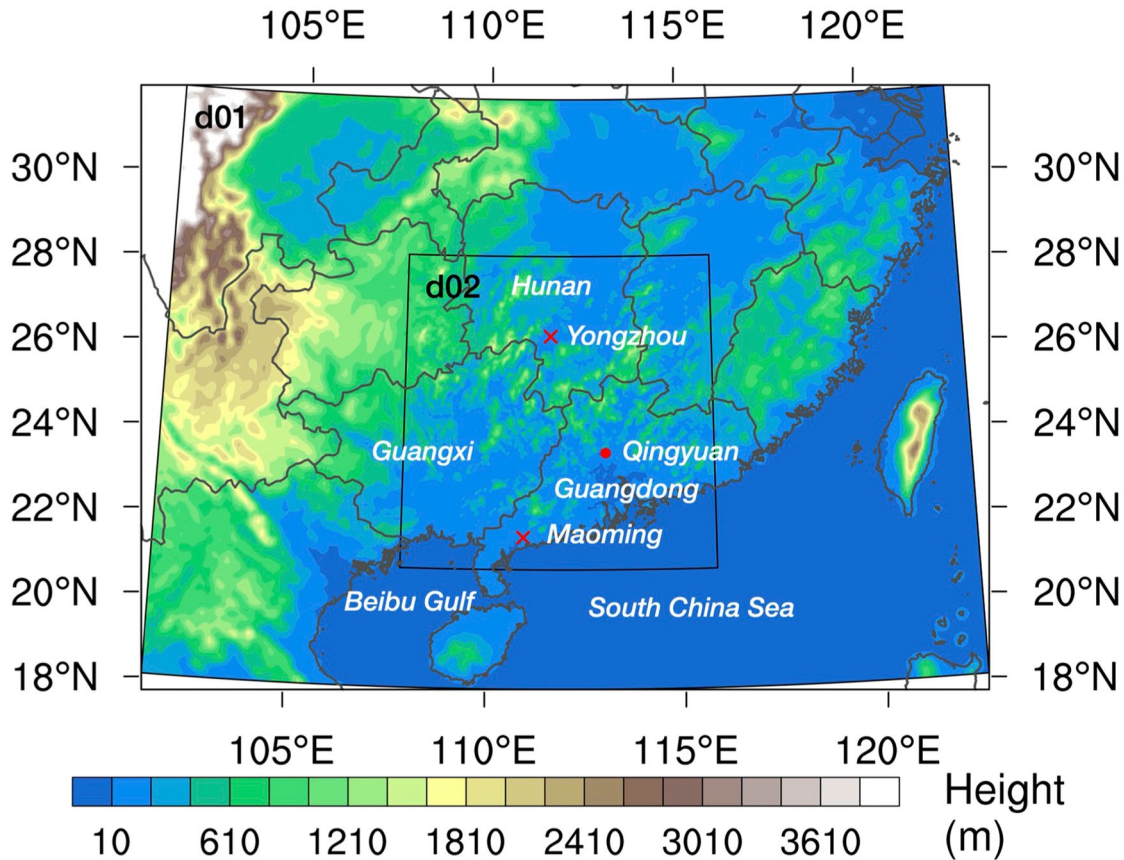 105°E 110°E 115°E 120°E
d01
30°N 30°N
28°N 28°N
d02 Hunan
26°N Yongzhou 26°N
24°N 24°N
Guangxi Qingyuan
Guangdong
22°N 22°N
Maoming
20°N Beibu Gulf South China Sea 20°N
18°N 18°N
105°E 110°E 115°E 120°E
Height
10 610 1210 1810 2410 3010 3610 (m)